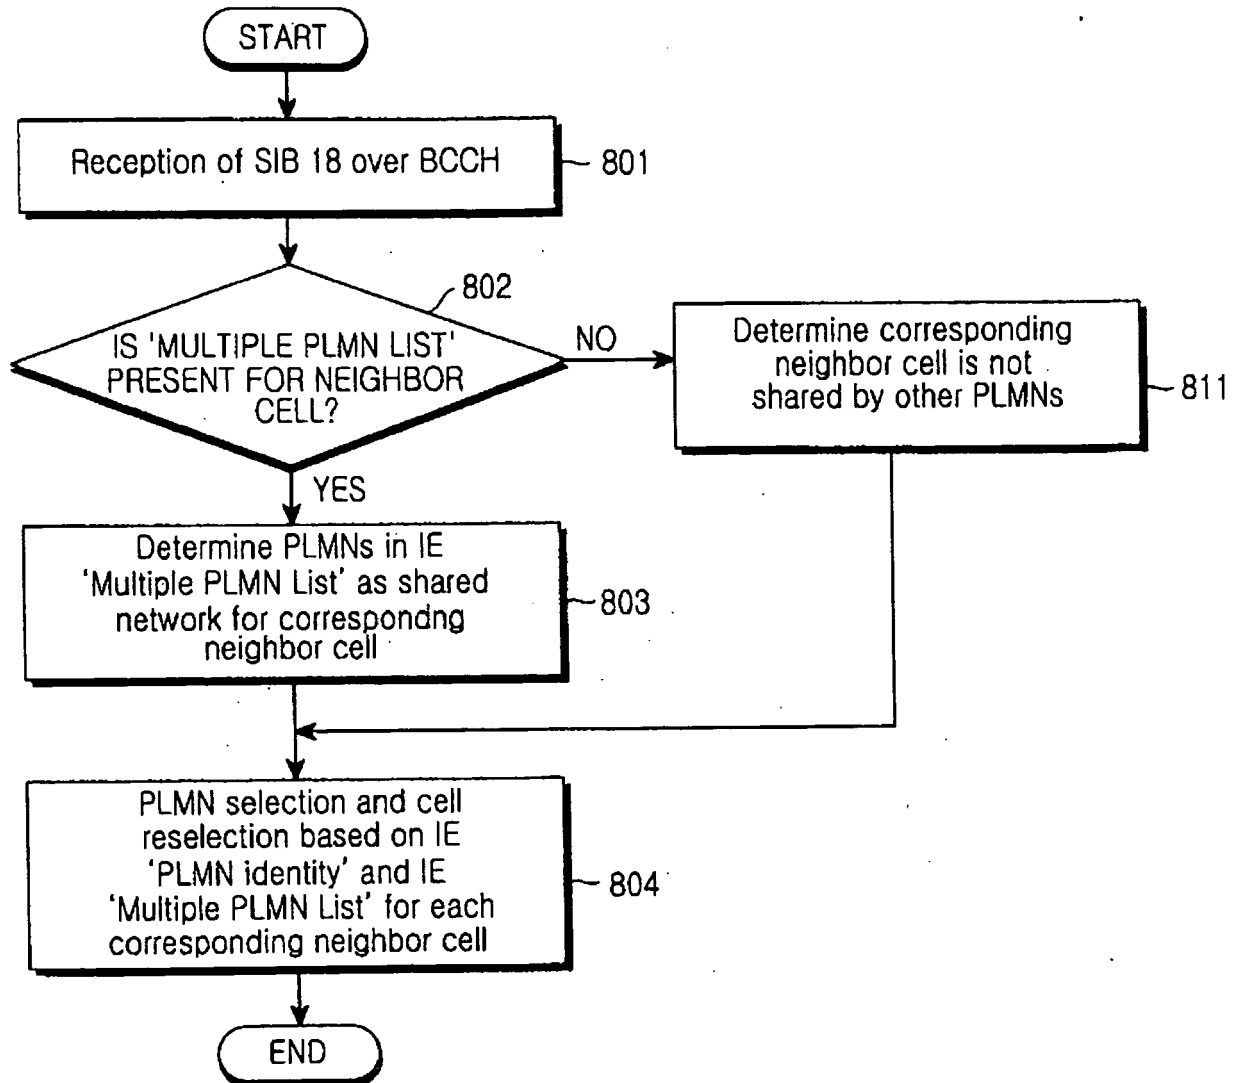 START
Reception of SIB 18 over BCCH
801
802
IS 'MULTIPLE PLMN LIST'
PRESENT FOR NEIGHBOR
CELL?
NO
Determine corresponding
neighbor cell is not
shared by other PLMNs
811
YES
Determine PLMNs in IE
'Multiple PLMN List' as shared
network for correspondng
neighbor cell
803
PLMN selection and cell
reselection based on IE
'PLMN identity' and IE
'Multiple PLMN List' for each
corresponding neighbor cell
804
END